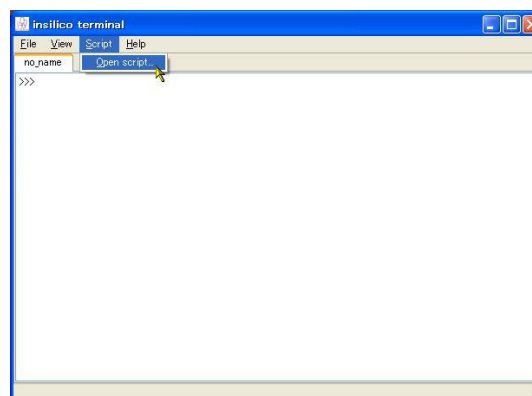 insilico terminal
File View Script Help
no_name Open script...
>>>